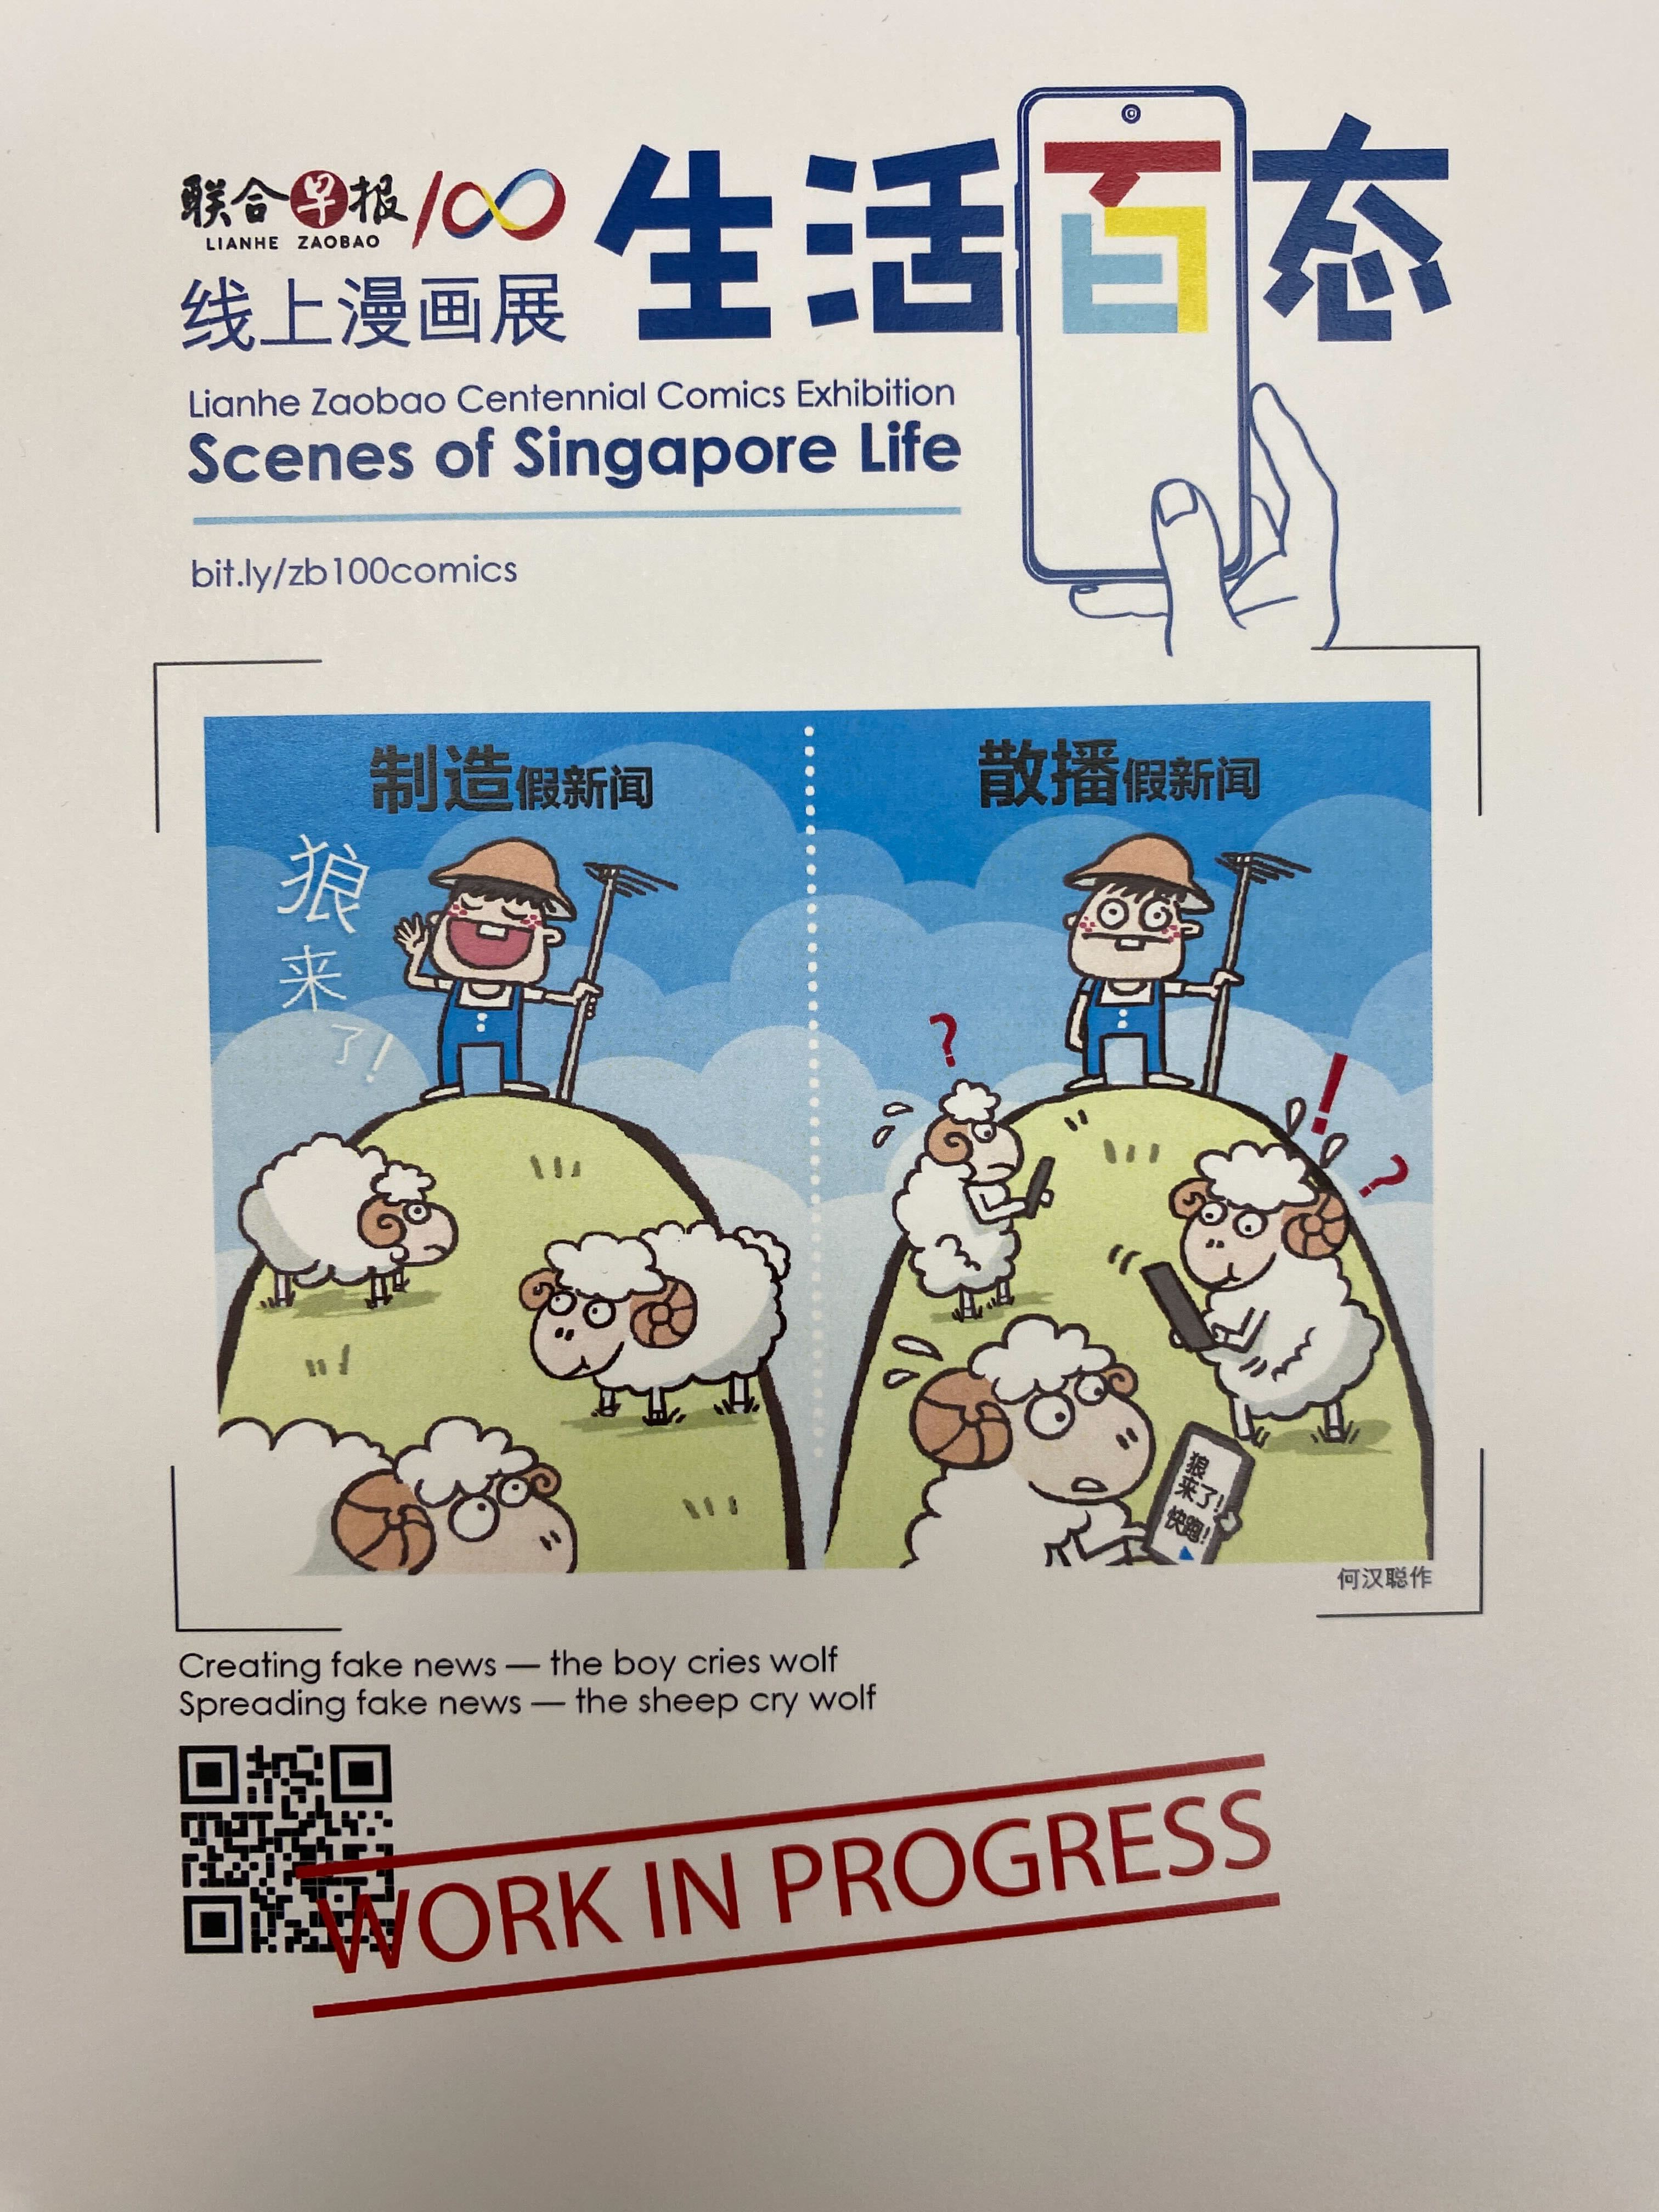 联合早报100
LIANHE ZAOBAO
线上漫画展
生活百态
Lianhe Zaobao Centennial Comics Exhibition
Scenes of Singapore Life
bit.ly/zb100comics
制造假新闻
狼
来
了!
散播假新闻
?
!
?
狼
来了!
快跑!
何汉聪作
Creating fake news — the boy cries wolf
Spreading fake news — the sheep cry wolf
WORK IN PROGRESS